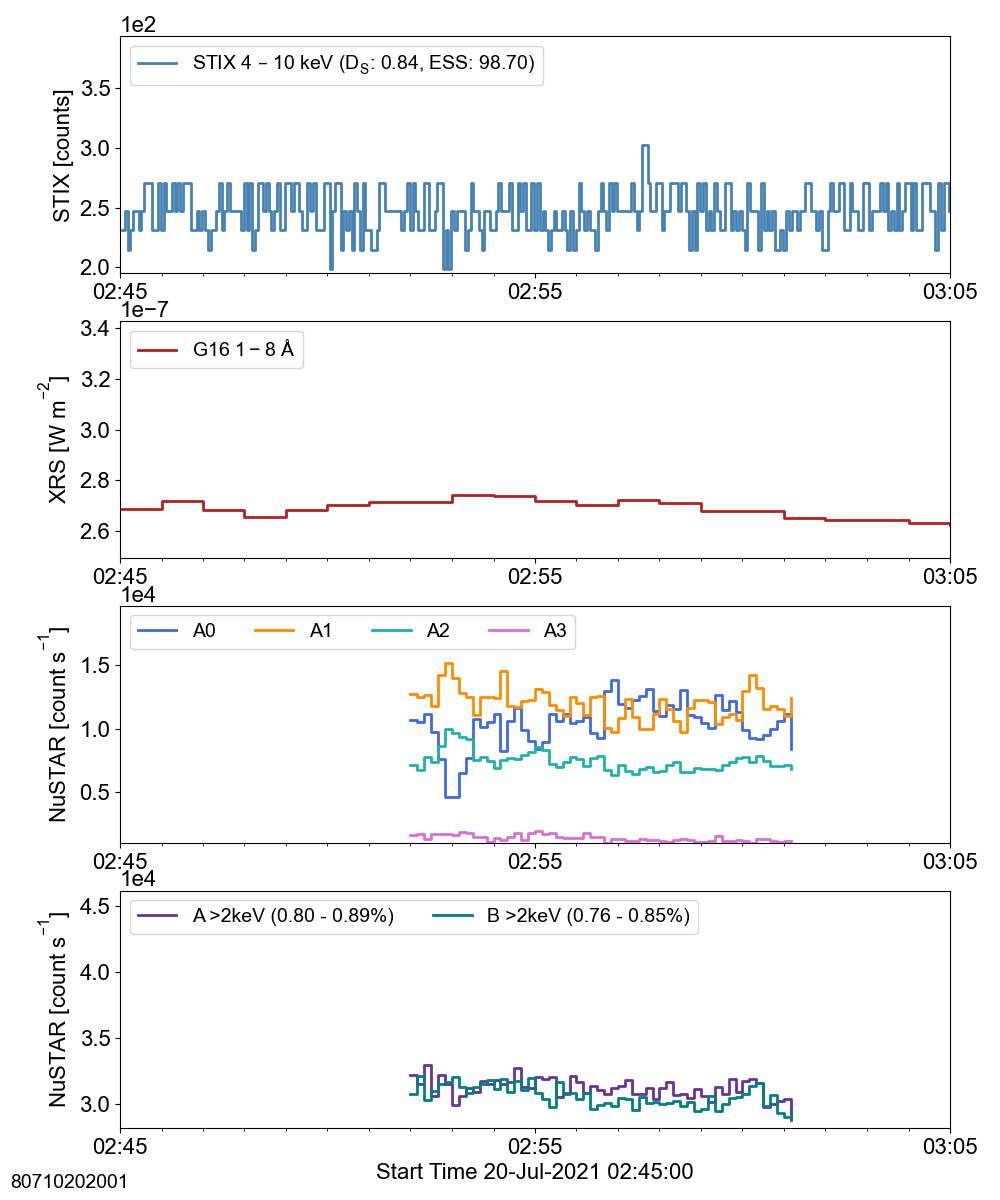 1e2
STIX 4 − 10 keV (DS: 0.84, ESS: 98.70)
STIX [counts]
3.5
3.0
2.5
2.0
02:45 02:55 03:05
1e−7
G16 1 − 8 Å
XRS [W m−2]
3.4
3.2
3.0
2.8
2.6
02:45 02:55 03:05
1e4
A0 A1 A2 A3
NuSTAR [count s−1]
1.5
1.0
0.5
02:45 02:55 03:05
1e4
A >2keV (0.80 - 0.89%) B >2keV (0.76 - 0.85%)
NuSTAR [count s−1]
4.5
4.0
3.5
3.0
02:45 02:55 03:05
Start Time 20-Jul-2021 02:45:00
80710202001